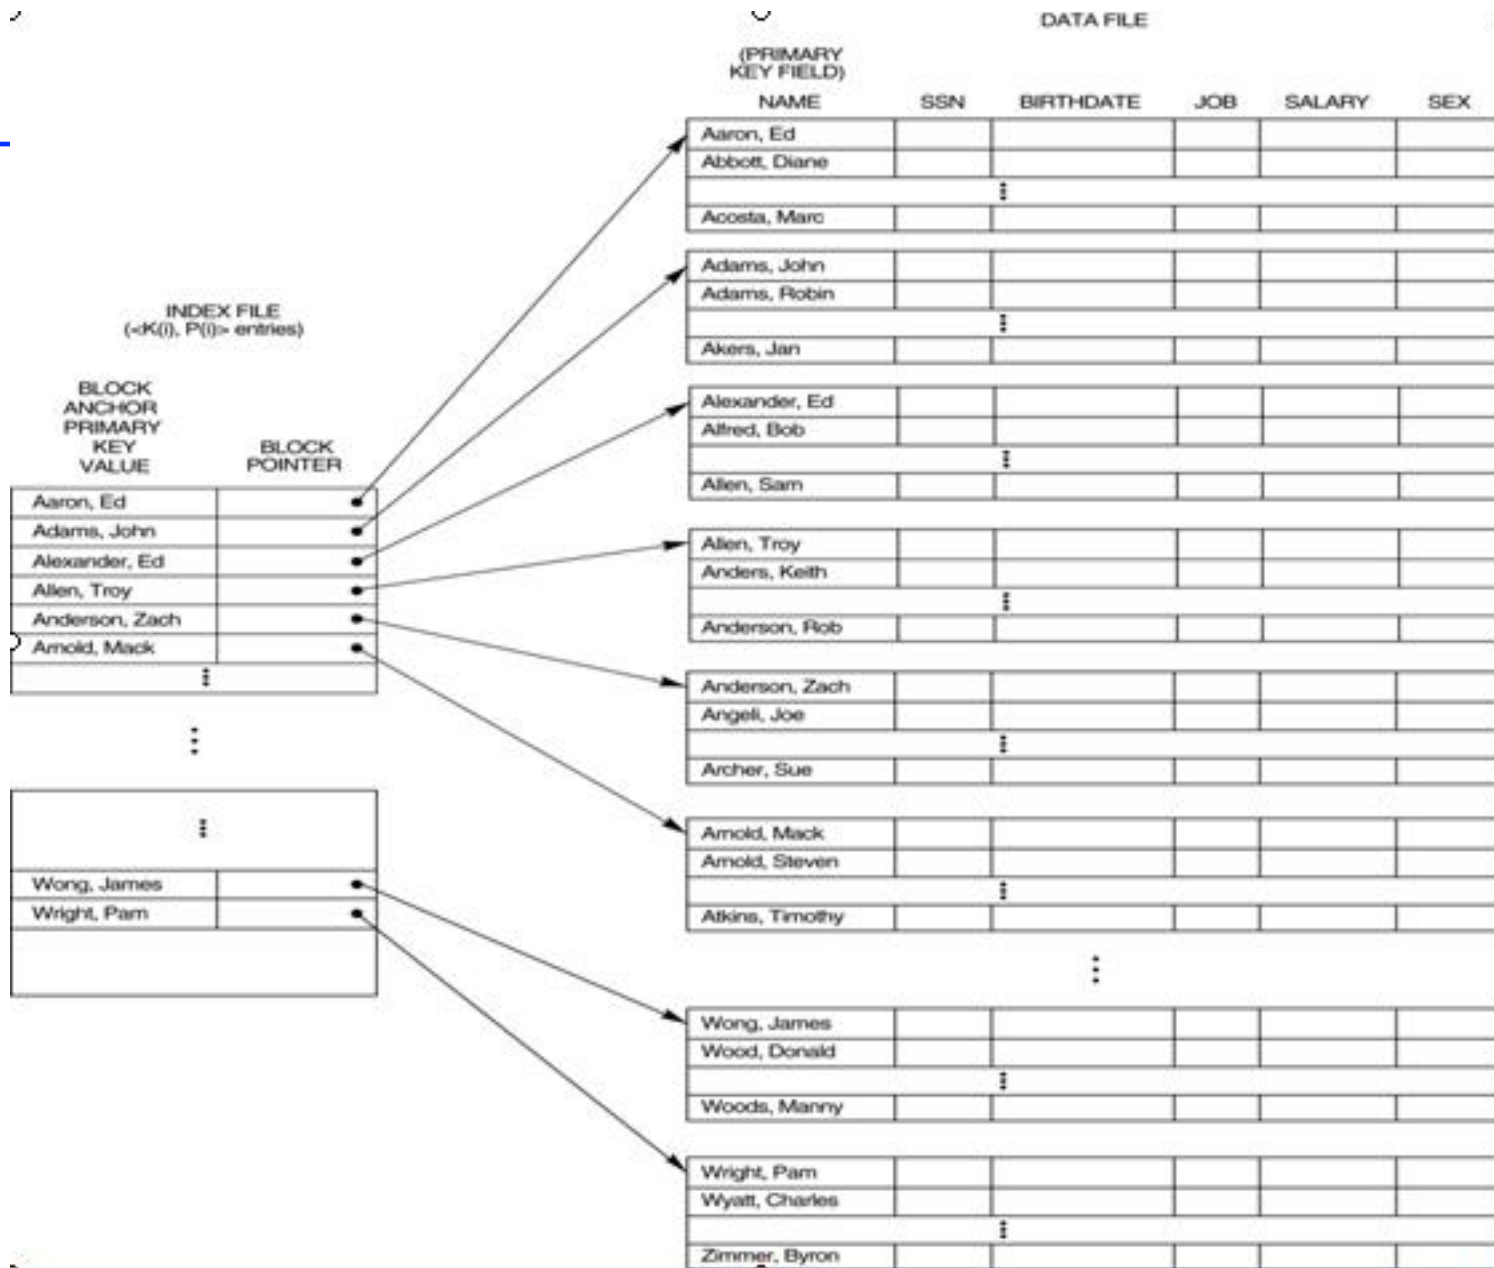 DATA FILE
(PRIMARY
KEY FIELD)
NAME SSN BIRTHDATE JOB SALARY SEX
Aaron, Ed
Abbott, Diane
Acosta, Marc
Adams, John
Adams, Robin
Akers, Jan
Alexander, Ed
Alfred, Bob
Allen, Sam
Allen, Troy
Anders, Keith
Anderson, Rob
Anderson, Zach
Angeli, Joe
Archer, Sue
Arnold, Mack
Arnold, Steven
Atkins, Timothy
Wong, James
Wood, Donald
Woods, Manny
Wright, Pam
Wyatt, Charles
Zimmer, Byron
INDEX FILE
(<K(i), P(i)> entries)
BLOCK
ANCHOR
PRIMARY
KEY
VALUE
BLOCK
POINTER
Aaron, Ed
Adams, John
Alexander, Ed
Allen, Troy
Anderson, Zach
Arnold, Mack
Wong, James
Wright, Pam